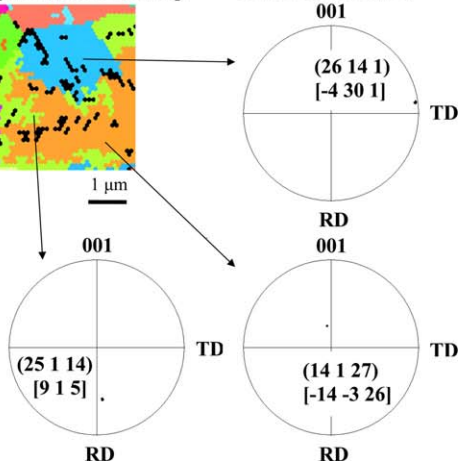 001
(26 14 1)
[-4 30 1]
TD
1 μm
RD
001
001
TD
(25 1 14)
[9 1 5]
TD
(14 1 27)
[-14 -3 26]
RD
RD